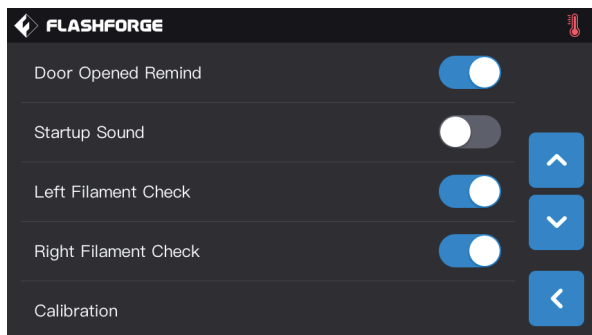 FLASHFORGE
Door Opened Remind
Startup Sound
Left Filament Check
Right Filament Check
Calibration